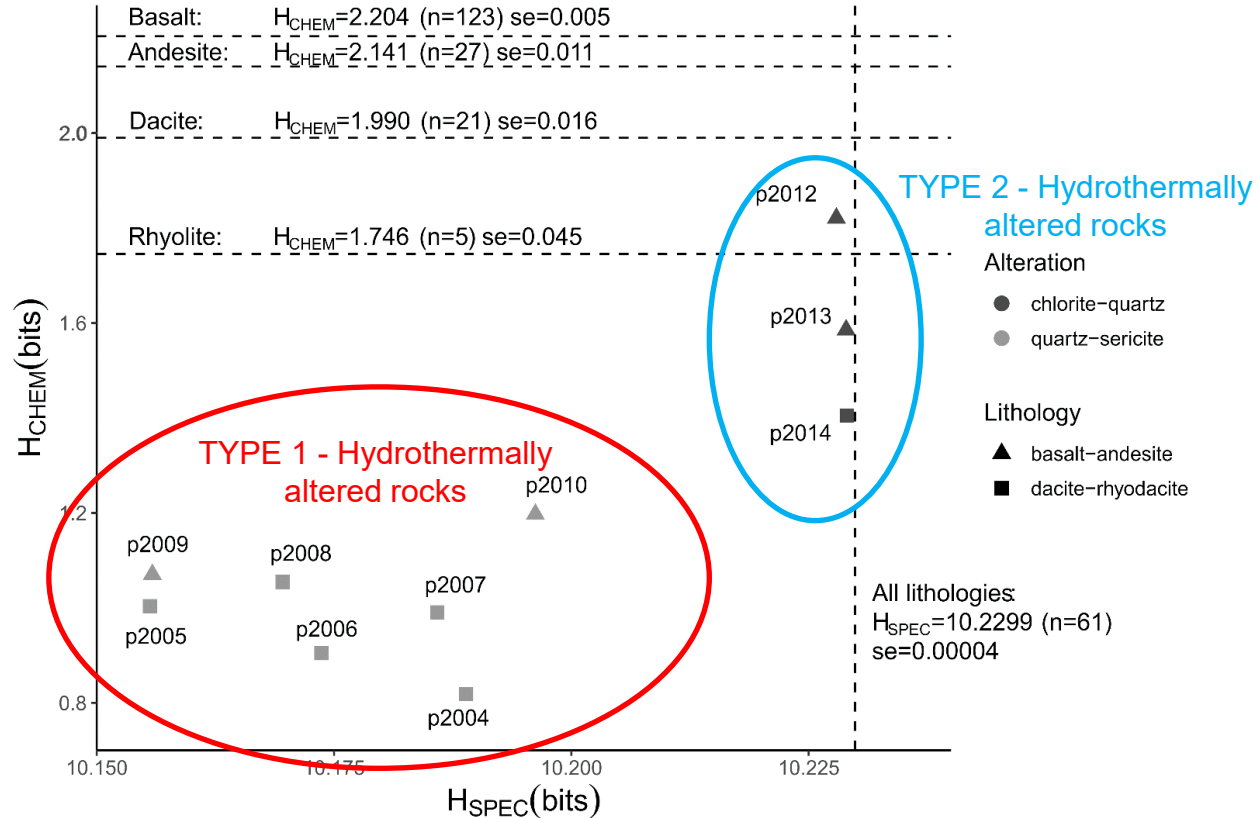 Basalt: H_CHEM=2.204 (n=123) se=0.005
Andesite: H_CHEM=2.141 (n=27) se=0.011
Dacite: H_CHEM=1.990 (n=21) se=0.016
2.0
p2012
TYPE 2 - Hydrothermally
altered rocks
Rhyolite: H_CHEM=1.746 (n=5) se=0.045
Alteration
chlorite-quartz
quartz-sericite
p2013
1.6
H_CHEM(bits)
Lithology
basalt-andesite
dacite-rhyodacite
p2014
TYPE 1 - Hydrothermally
altered rocks
p2010
1.2
p2009
p2008
p2007
p2005
p2006
All lithologies:
H_SPEC=10.2299 (n=61)
se=0.00004
0.8
p2004
10.150
10.175
10.200
10.225
H_SPEC(bits)